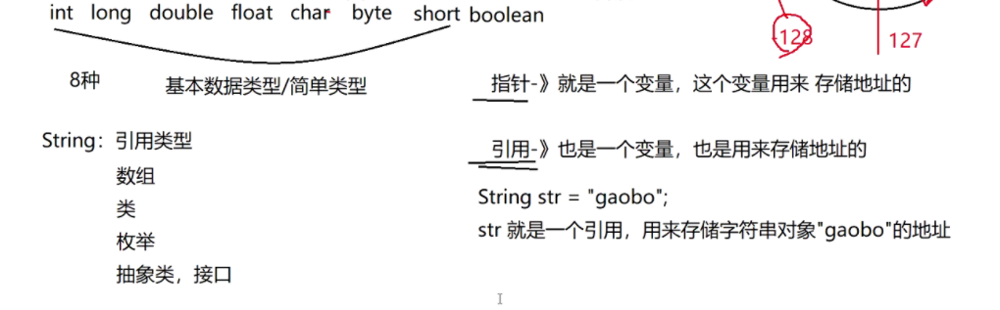 int long double float char byte short boolean
-128
127
8种
基本数据类型/简单类型
指针-》就是一个变量，这个变量用来 存储地址的
String：引用类型
数组
类
枚举
抽象类，接口
引用-》也是一个变量，也是用来存储地址的
String str = "gaobo";
str 就是一个引用，用来存储字符串对象"gaobo"的地址